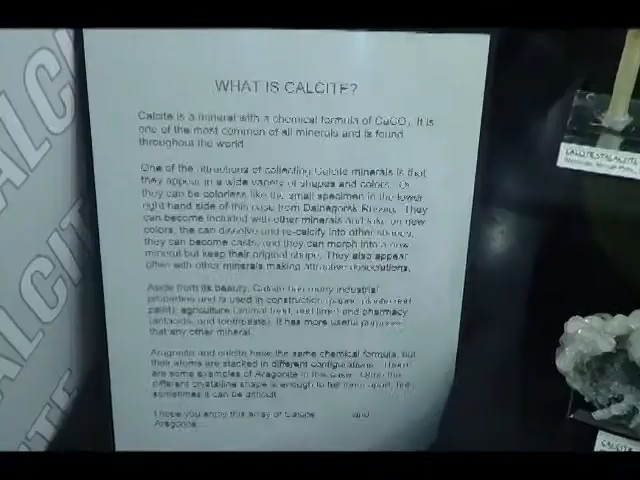 WHAT IS CALCITE?
Calcite is a mineral with a chemical formula of CaCO3. It is
one of the most common of all minerals and is found
throughout the world.
One of the attractions of collecting Calcite minerals is that
they appear in a wide variety of shapes and colors. Or
they can be colorless like the small specimen in the lower
right hand side of this case from Dalnegorsk Russia. They
can become included with other minerals and take on new
colors, the can dissolve and re-calcify into other shapes,
they can become casts, and they can morph into a new
mineral but keep their original shape. They also appear
often with other minerals making attractive associations.
Aside from its beauty, Calcite has many industrial
properties and is used in construction
paint), agriculture (animal feed, and pharmacy
(antacids, and toothpaste). It has more useful purposes
than any other mineral.
Aragonite and calcite have the same chemical formula, but
their atoms are stacked in different configurations. There
are some examples of Aragonite in this case. Often the
different crystalline shape is enough to tell them apart, but
sometimes it can be difficult.
I hope you enjoy this array of Calcite and
Aragonite.
CALCITE
CALCITE
CALCITE STALACTITE
CALCITE